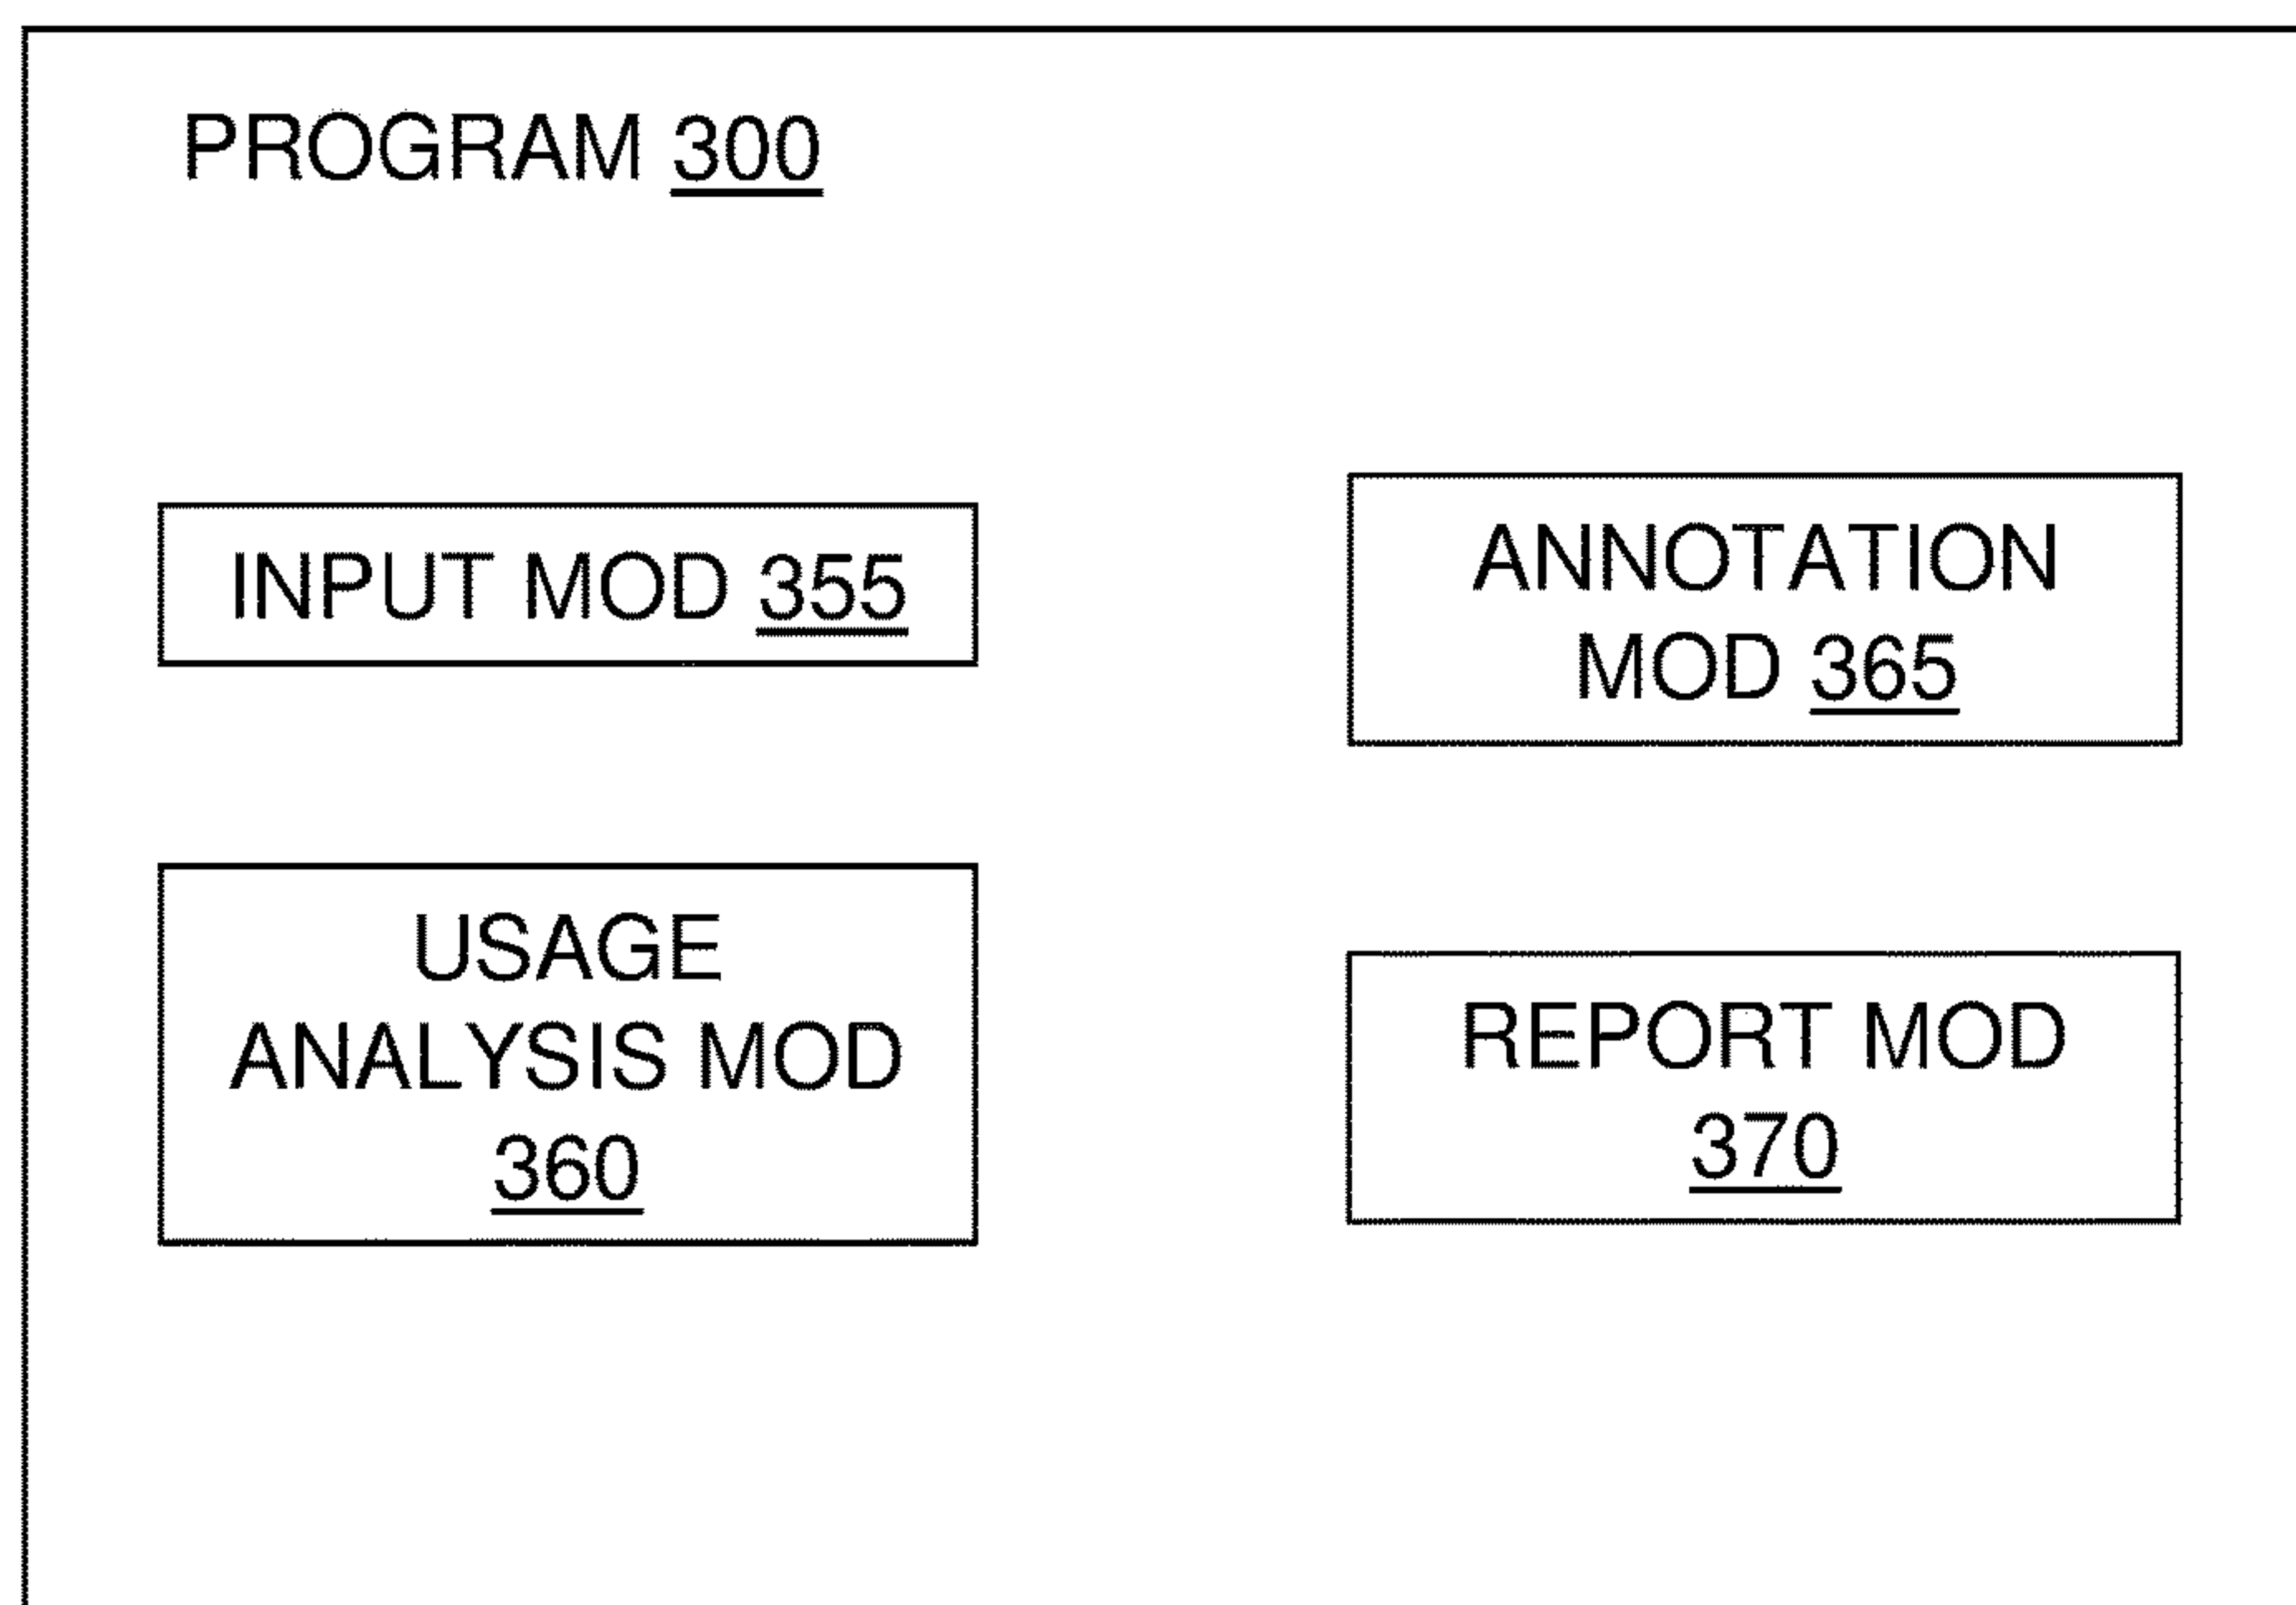 PROGRAM 300
INPUT MOD 355
USAGE
ANALYSIS MOD
360
ANNOTATION
MOD 365
REPORT MOD
370